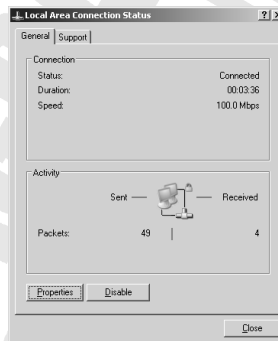 Local Area Connection Status
General Support
Connection
Status: Connected
Duration: 00:03:36
Speed: 100.0 Mbps
Activity
Sent Received
Packets: 49 4
Properties Disable
Close